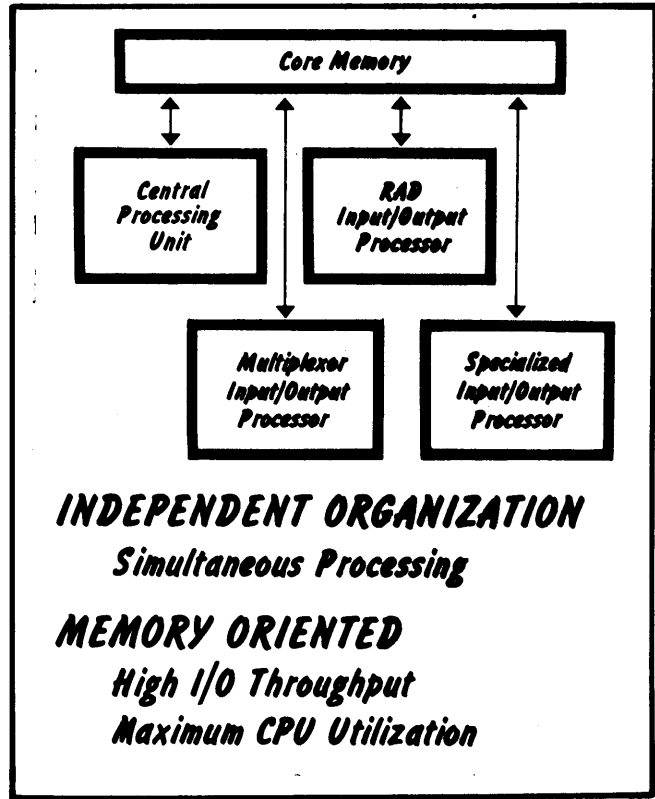 Core Memory
Central
Processing
Unit
RAD
Input/Output
Processor
Multiplexor
Input/Output
Processor
Specialized
Input/Output
Processor
INDEPENDENT ORGANIZATION
Simultaneous Processing
MEMORY ORIENTED
High I/O Throughput
Maximum CPU Utilization